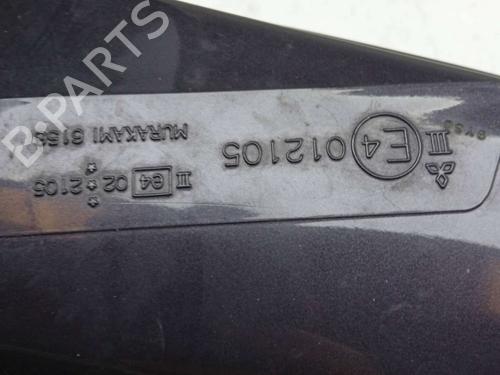 III E4 012105
II e4 02 * 2105
MURAKAMI
B-PARTS